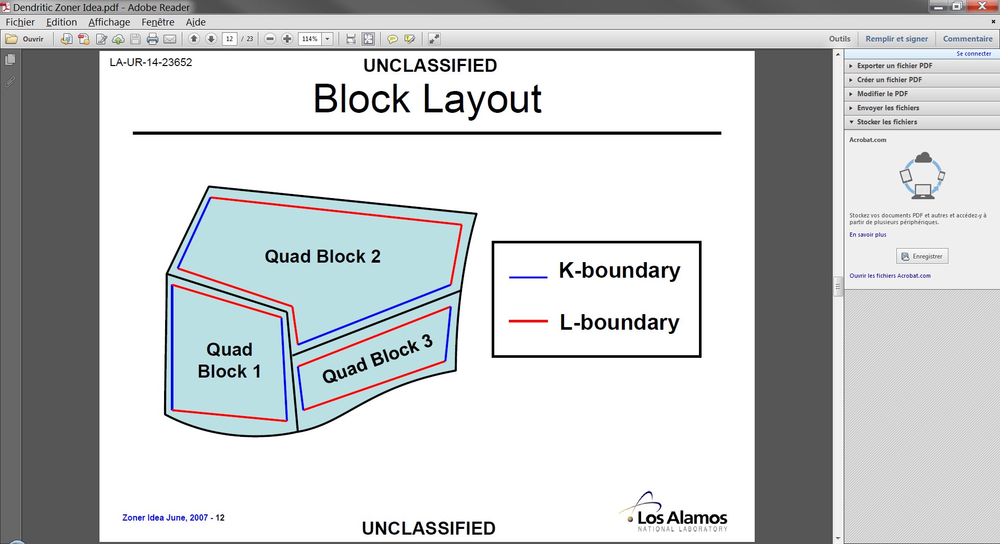 Dendritic Zoner Idea.pdf - Adobe Reader
Fichier Edition Affichage Fenêtre Aide
Ouvrir 12 / 23 114% Outils Remplir et signer Commentaire
Se connecter
Exporter un fichier PDF
Créer un fichier PDF
Modifier le PDF
Envoyer les fichiers
Stocker les fichiers
Acrobat.com
Stockez vos documents PDF et autres et accédez-y à
partir de plusieurs périphériques.
En savoir plus
Enregistrer
Ouvrir les fichiers Acrobat.com
LA-UR-14-23652
UNCLASSIFIED
Block Layout
Quad Block 2
Quad
Block 1
Quad Block 3
K-boundary
L-boundary
Zoner Idea June, 2007 - 12
UNCLASSIFIED
Los Alamos
NATIONAL LABORATORY